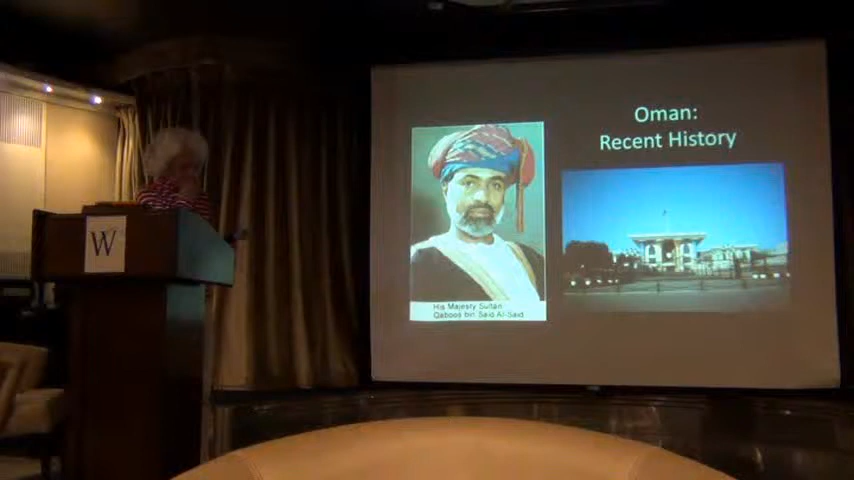 W
Oman:
Recent History
His Majesty Sultan
Qaboos bin Said Al-Said